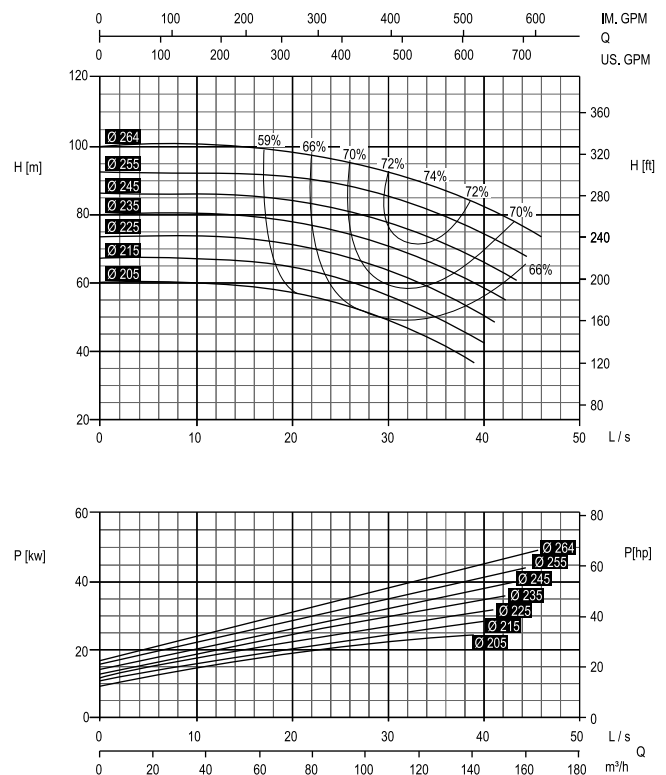 0 100 200 300 400 500 600 IM. GPM
Q
0 100 200 300 400 500 600 700 US. GPM
120
100
80
60
40
20
H [m]
360
320
280
240
200
160
120
80
H [ft]
Ø 264
Ø 255
Ø 245
Ø 235
Ø 225
Ø 215
Ø 205
59%
66%
70%
72%
74%
72%
70%
66%
0 10 20 30 40 50 L / s
60
40
20
0
P [kw]
80
60
40
20
0
P[hp]
Ø 264
Ø 255
Ø 245
Ø 235
Ø 225
Ø 215
Ø 205
0 10 20 30 40 50 L / s
Q
0 20 40 60 80 100 110 140 160 180 m³/h